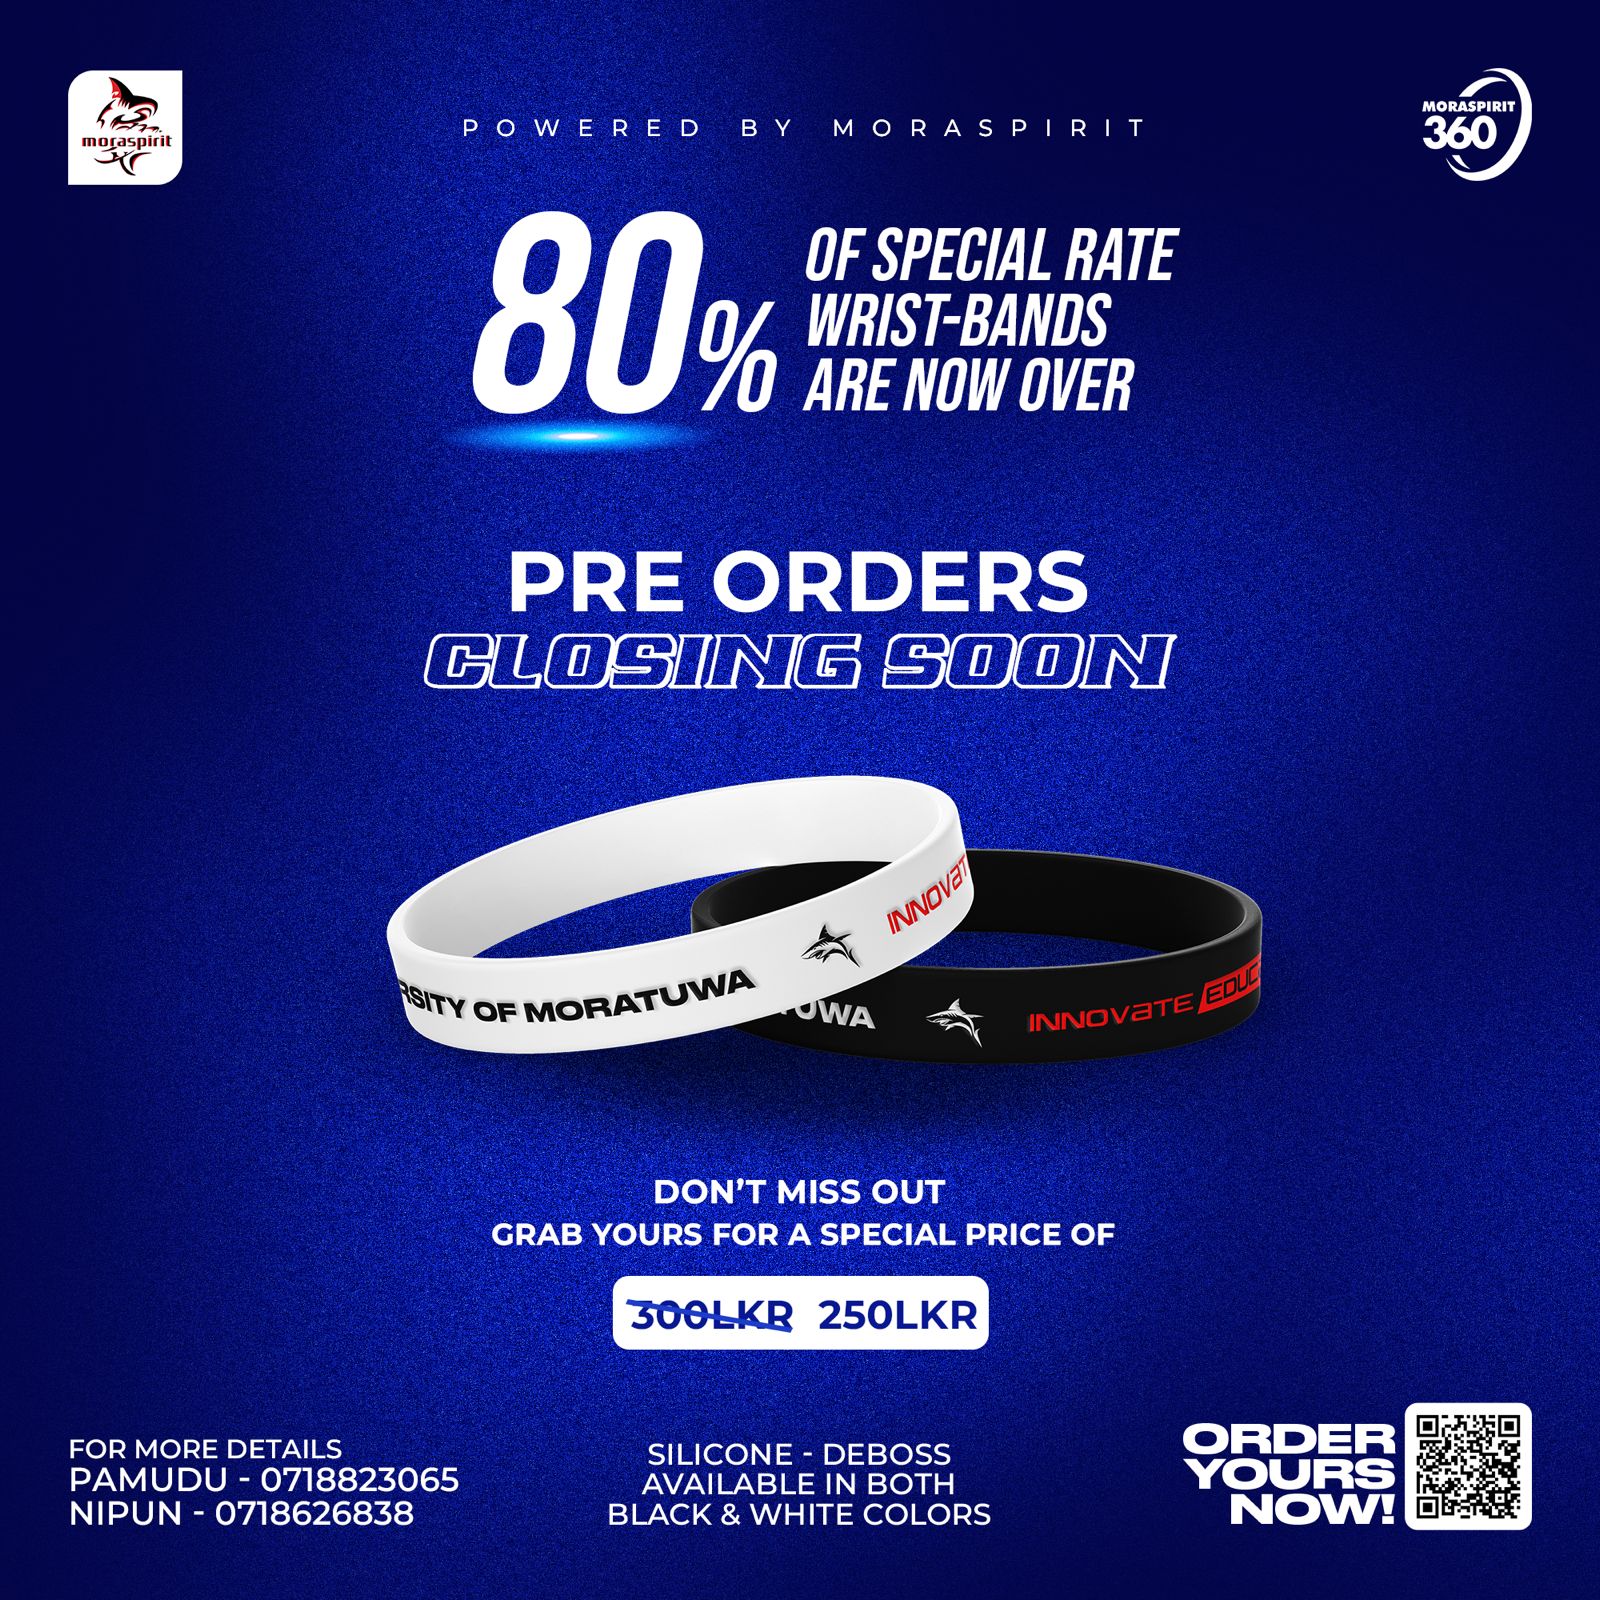 moraspirit
POWERED BY MORASPIRIT
MORASPIRIT
360
80%
OF SPECIAL RATE
WRIST-BANDS
ARE NOW OVER
PRE ORDERS
CLOSING SOON
RSITY OF MORATUWA
INNOVAT
UWA
INNOVATE EDUC
DON'T MISS OUT
GRAB YOURS FOR A SPECIAL PRICE OF
300LKR 250LKR
FOR MORE DETAILS
PAMUDU - 0718823065
NIPUN - 0718626838
SILICONE - DEBOSS
AVAILABLE IN BOTH
BLACK & WHITE COLORS
ORDER
YOURS
NOW!